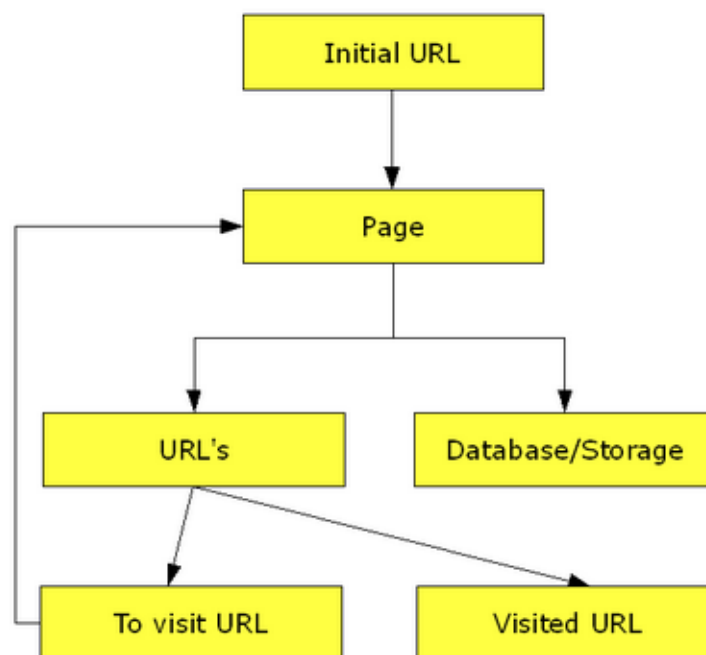 Initial URL
Page
URL's
Database/Storage
To visit URL
Visited URL